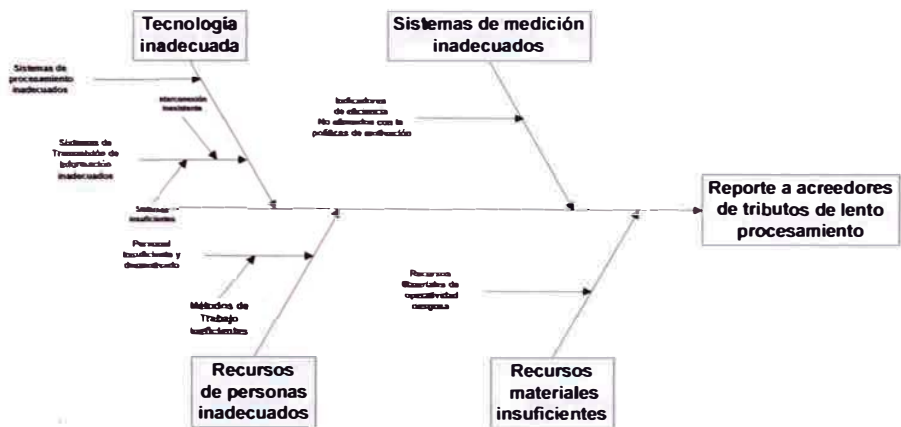 Tecnología
inadecuada
Sistemas de medición
inadecuados
Sistemas de
procesamiento
inadecuados
Interconexión
inexistente
Indicadores
de eficiencia
No alineados con la
políticas de motivación
Sistemas de
Transmisión de
Información
inadecuados
Sistemas
insuficientes
Reporte a acreedores
de tributos de lento
procesamiento
Personal
insuficiente y
desmotivado
Métodos de
Trabajo
ineficientes
Recursos
Materiales de
operatividad
Recursos
de personas
inadecuados
Recursos
materiales
insuficientes